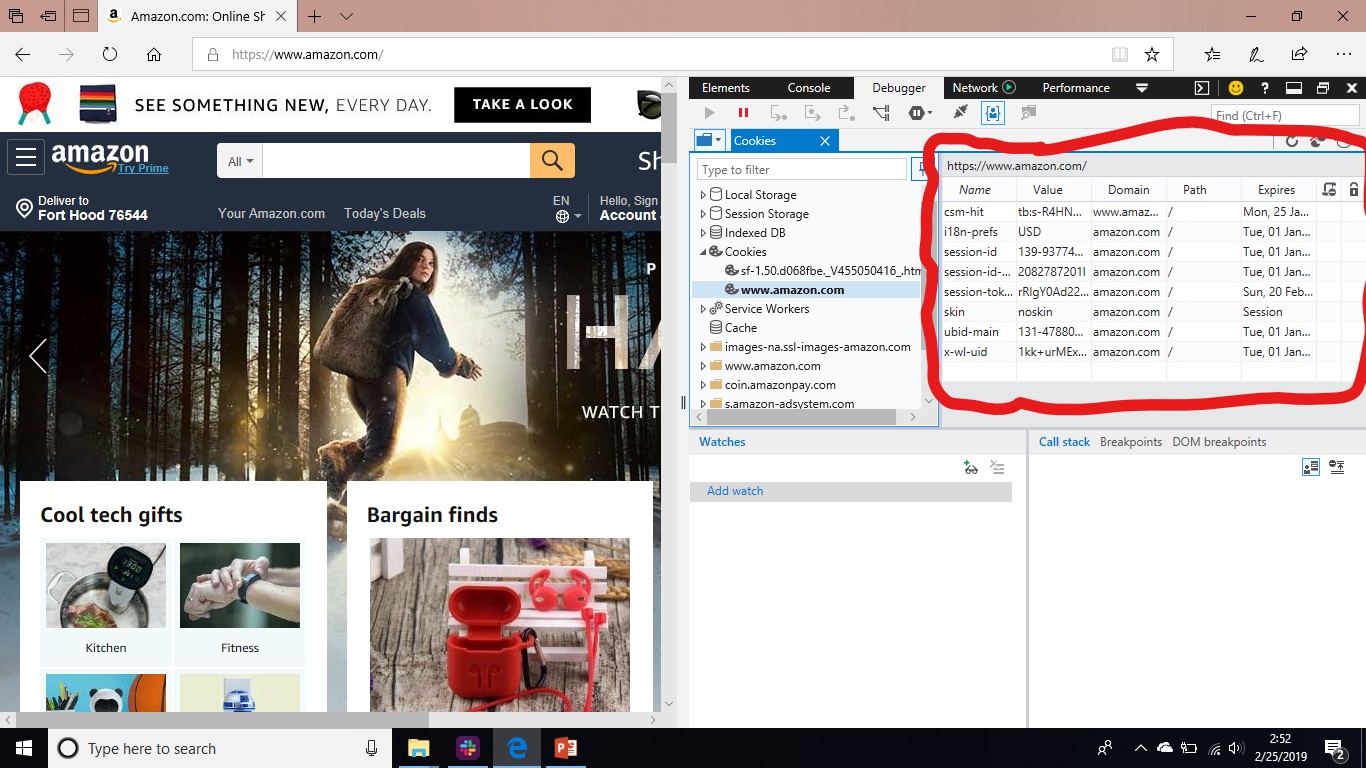 Amazon.com: Online Sh
https://www.amazon.com/
SEE SOMETHING NEW, EVERY DAY. TAKE A LOOK
amazon
Try Prime
All
Sh
Deliver to
Fort Hood 76544
Your Amazon.com Today's Deals
EN
Hello, Sign
Account
P
HA
WATCH T
Cool tech gifts
Kitchen Fitness
Bargain finds
Elements Console Debugger Network Performance
Find (Ctrl+F)
Cookies
Type to filter
Local Storage
Session Storage
Indexed DB
Cookies
sf-1.50.d068fbe._V455050416_.htm
www.amazon.com
Service Workers
Cache
images-na.ssl-images-amazon.com
www.amazon.com
coin.amazonpay.com
s.amazon-adsystem.com
https://www.amazon.com/
Name Value Domain Path Expires
csm-hit tb:s-R4HN... www.amaz... / Mon, 25 Ja...
i18n-prefs USD amazon.com / Tue, 01 Jan...
session-id 139-93774... amazon.com / Tue, 01 Jan...
session-id-... 2082787201l amazon.com / Tue, 01 Jan...
session-tok... rRlgY0Ad22... amazon.com / Sun, 20 Feb...
skin noskin amazon.com / Session
ubid-main 131-47880... amazon.com / Tue, 01 Jan...
x-wl-uid 1kk+urMEx... amazon.com / Tue, 01 Jan...
Watches
Add watch
Call stack Breakpoints DOM breakpoints
Type here to search
2:52
2/25/2019
2